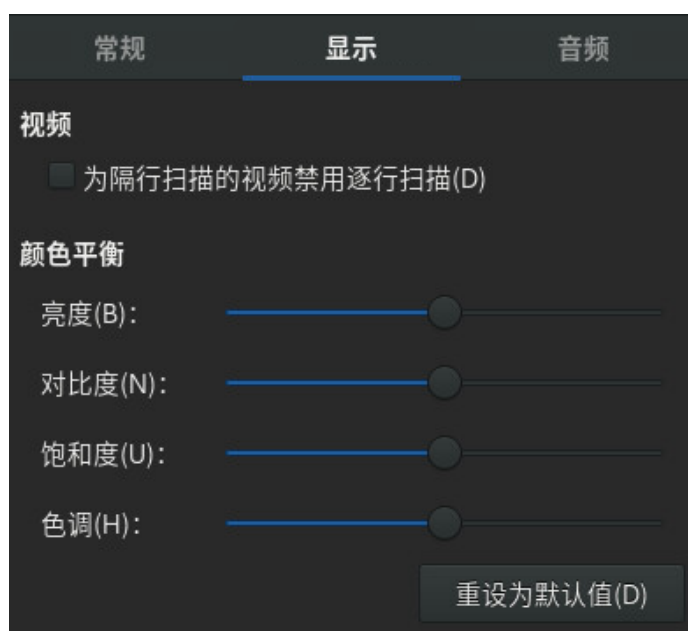 常规 显示 音频
视频
为隔行扫描的视频禁用逐行扫描(D)
颜色平衡
亮度(B)：
对比度(N)：
饱和度(U)：
色调(H)：
重设为默认值(D)